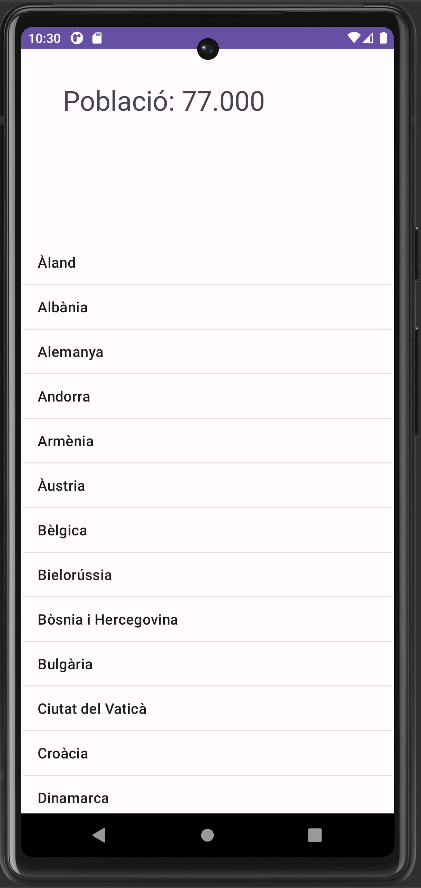 10:30
Població: 77.000
Àland
Albània
Alemanya
Andorra
Armènia
Àustria
Bèlgica
Bielorússia
Bòsnia i Hercegovina
Bulgària
Ciutat del Vaticà
Croàcia
Dinamarca